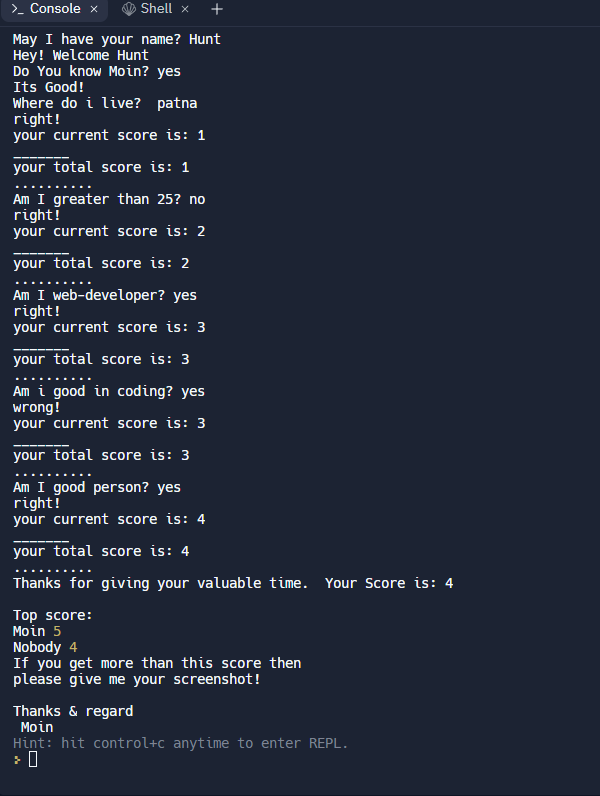 Console × Shell × +
May I have your name? Hunt
Hey! Welcome Hunt
Do You know Moin? yes
Its Good!
Where do i live?  patna
right!
your current score is: 1
_______
your total score is: 1
..........
Am I greater than 25? no
right!
your current score is: 2
_______
your total score is: 2
..........
Am I web-developer? yes
right!
your current score is: 3
_______
your total score is: 3
..........
Am i good in coding? yes
wrong!
your current score is: 3
_______
your total score is: 3
..........
Am I good person? yes
right!
your current score is: 4
_______
your total score is: 4
..........
Thanks for giving your valuable time.  Your Score is: 4

Top score:
Moin 5
Nobody 4
If you get more than this score then
please give me your screenshot!

Thanks & regard
 Moin
Hint: hit control+c anytime to enter REPL.